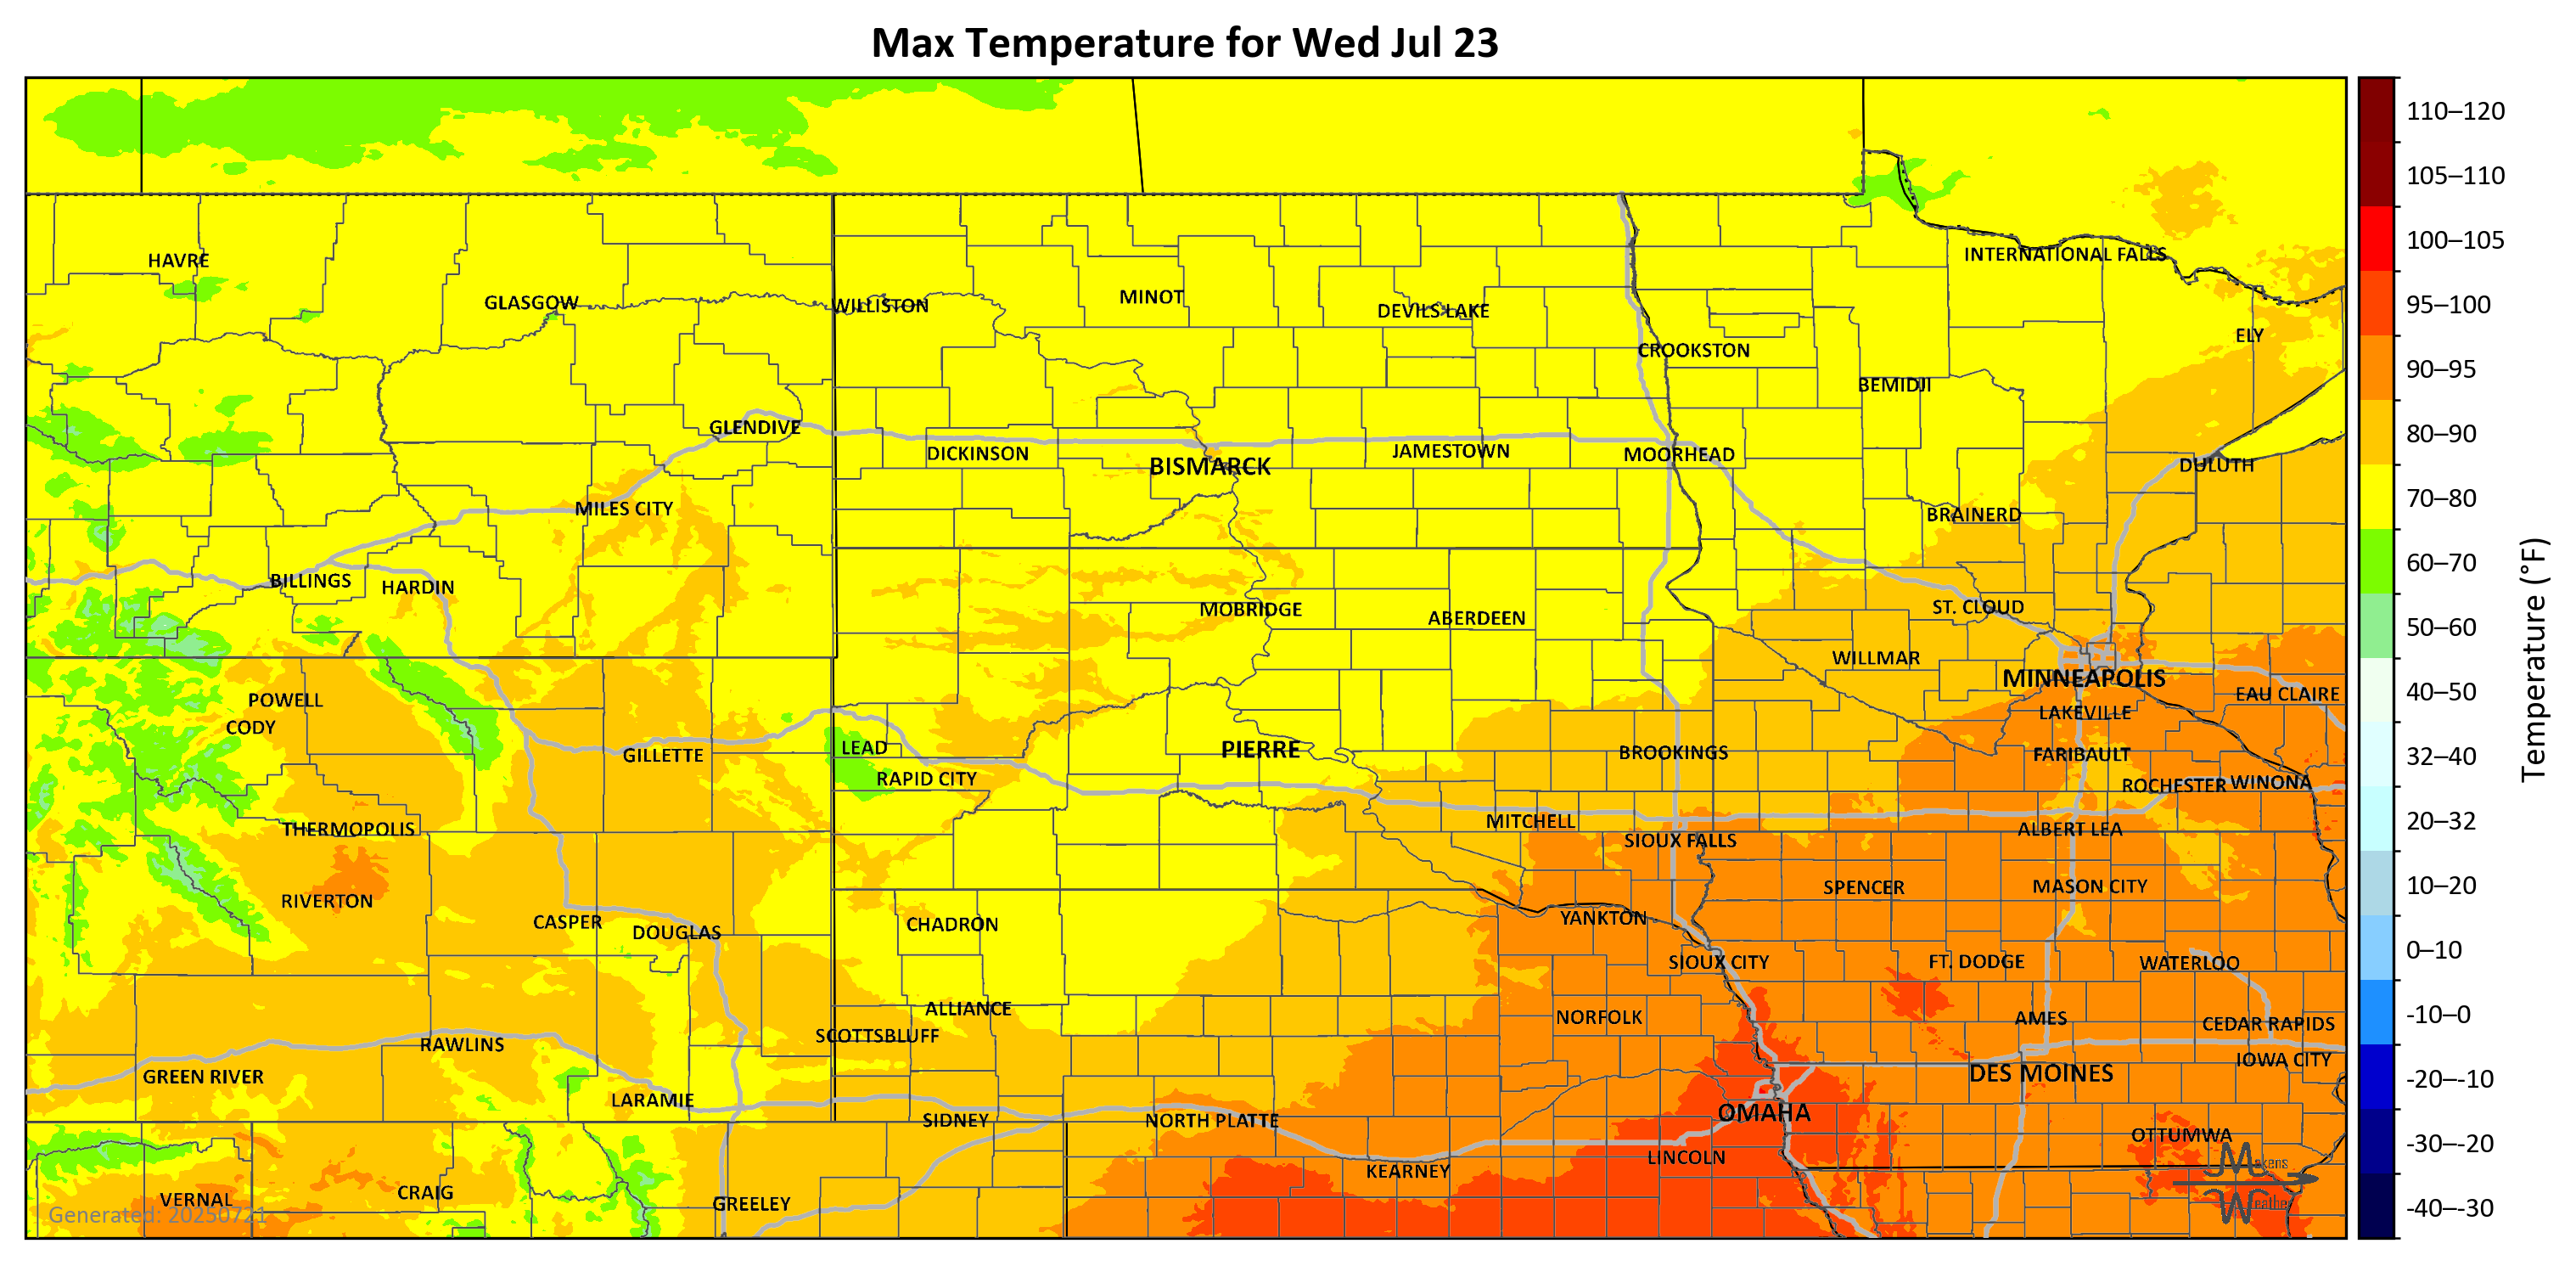 Max Temperature for Wed Jul 23
110–120
105–110
HAVRE
INTERNATIONAL FALLS
100–105
GLASGOW
WILLISTON
MINOT
DEVILS LAKE
95–100
CROOKSTON
ELY
90–95
BEMIDJI
GLENDIVE
DICKINSON
BISMARCK
JAMESTOWN
MOORHEAD
DULUTH
80–90
MILES CITY
BRAINERD
70–80
BILLINGS
HARDIN
60–70
MOBRIDGE
ABERDEEN
ST. CLOUD
50–60
WILLMAR
MINNEAPOLIS
Temperature (°F)
POWELL
EAU CLAIRE
40–50
CODY
LAKEVILLE
GILLETTE
LEAD
PIERRE
BROOKINGS
FARIBAULT
32–40
RAPID CITY
ROCHESTER
WINONA
THERMOPOLIS
MITCHELL
SIOUX FALLS
ALBERT LEA
20–32
RIVERTON
SPENCER
MASON CITY
10–20
CASPER
DOUGLAS
CHADRON
YANKTON
SIOUX CITY
FT. DODGE
WATERLOO
0–10
ALLIANCE
NORFOLK
AMES
CEDAR RAPIDS
-10–0
RAWLINS
SCOTTSBLUFF
IOWA CITY
GREEN RIVER
DES MOINES
-20–-10
LARAMIE
SIDNEY
NORTH PLATTE
OMAHA
OTTUMWA
-30–-20
KEARNEY
LINCOLN
Makens
VERNAL
CRAIG
GREELEY
Weather
-40–-30
Generated: 20250721